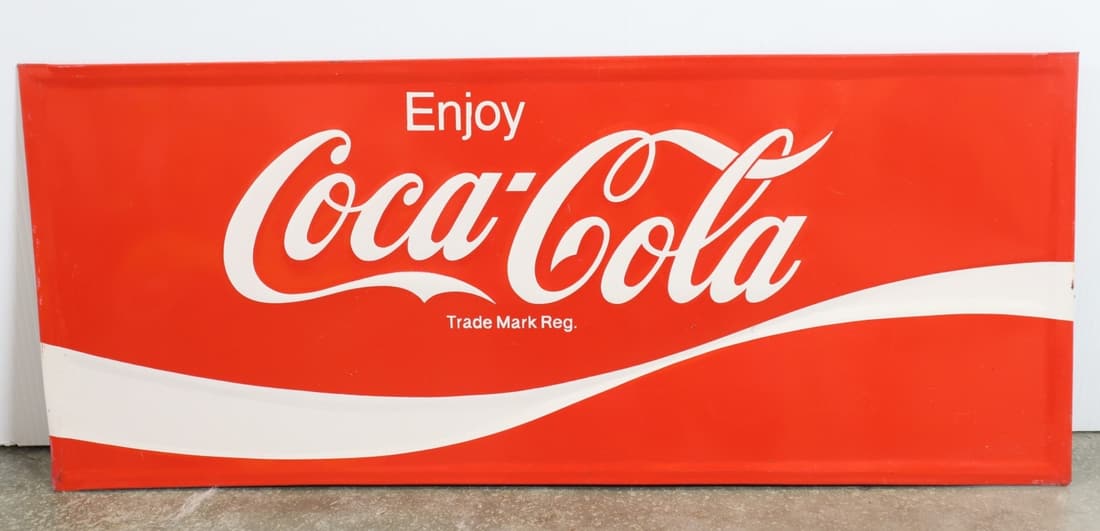 Enjoy
Coca-Cola
Trade Mark Reg.